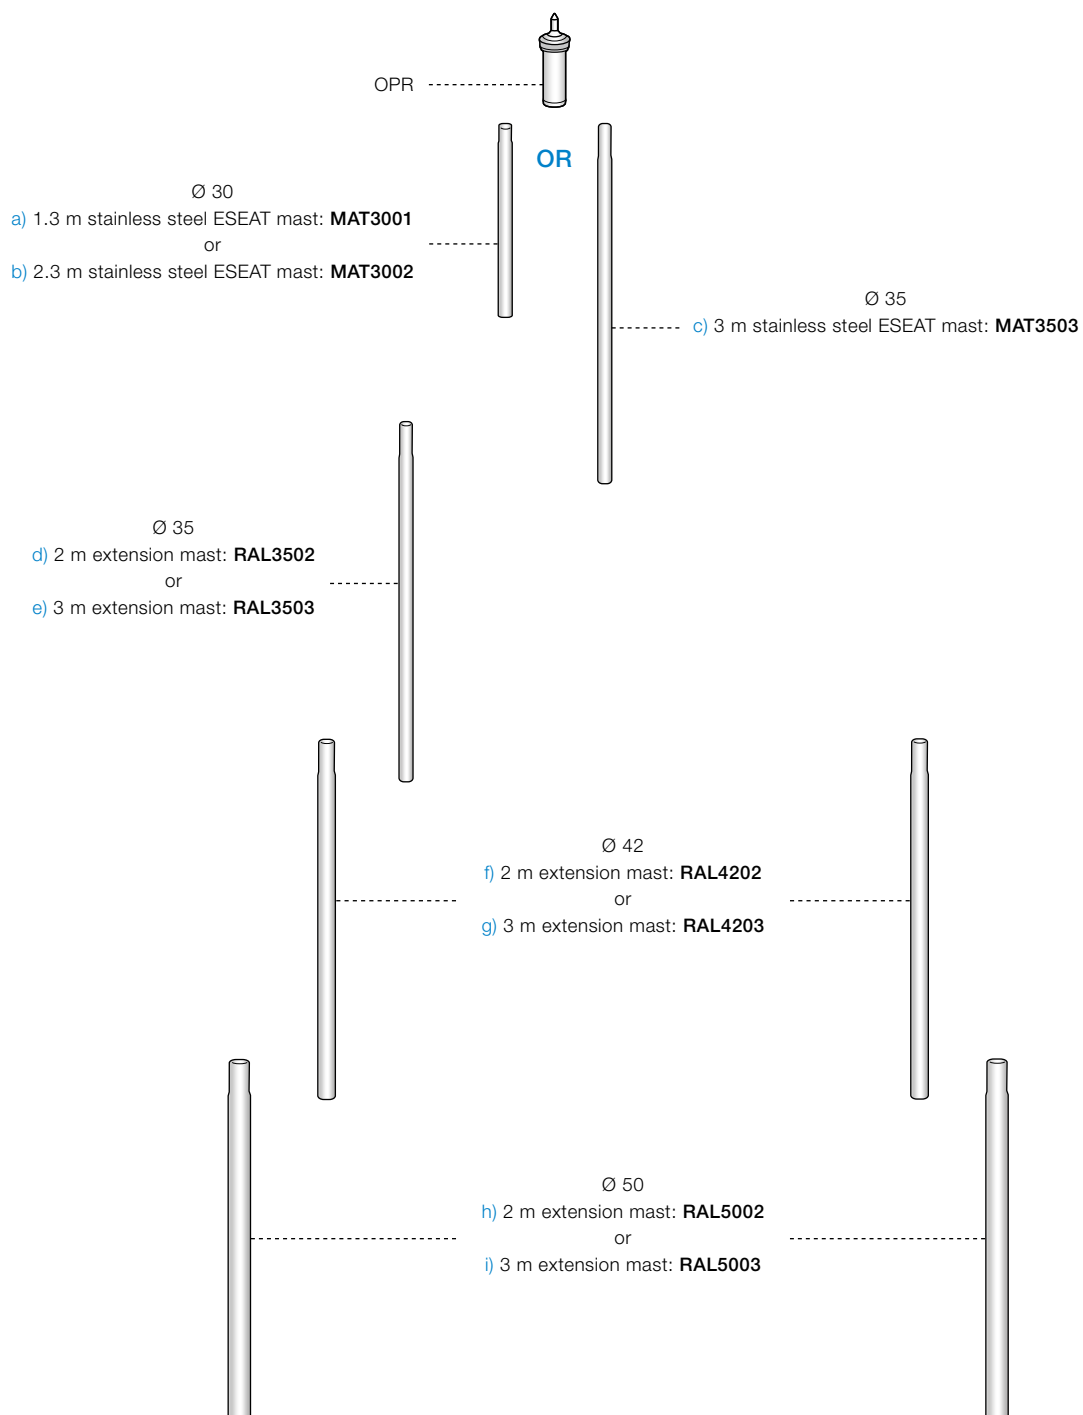 OPR
OR
Ø 30
a) 1.3 m stainless steel ESEAT mast: MAT3001
or
b) 2.3 m stainless steel ESEAT mast: MAT3002
Ø 35
c) 3 m stainless steel ESEAT mast: MAT3503
Ø 35
d) 2 m extension mast: RAL3502
or
e) 3 m extension mast: RAL3503
Ø 42
f) 2 m extension mast: RAL4202
or
g) 3 m extension mast: RAL4203
Ø 50
h) 2 m extension mast: RAL5002
or
i) 3 m extension mast: RAL5003